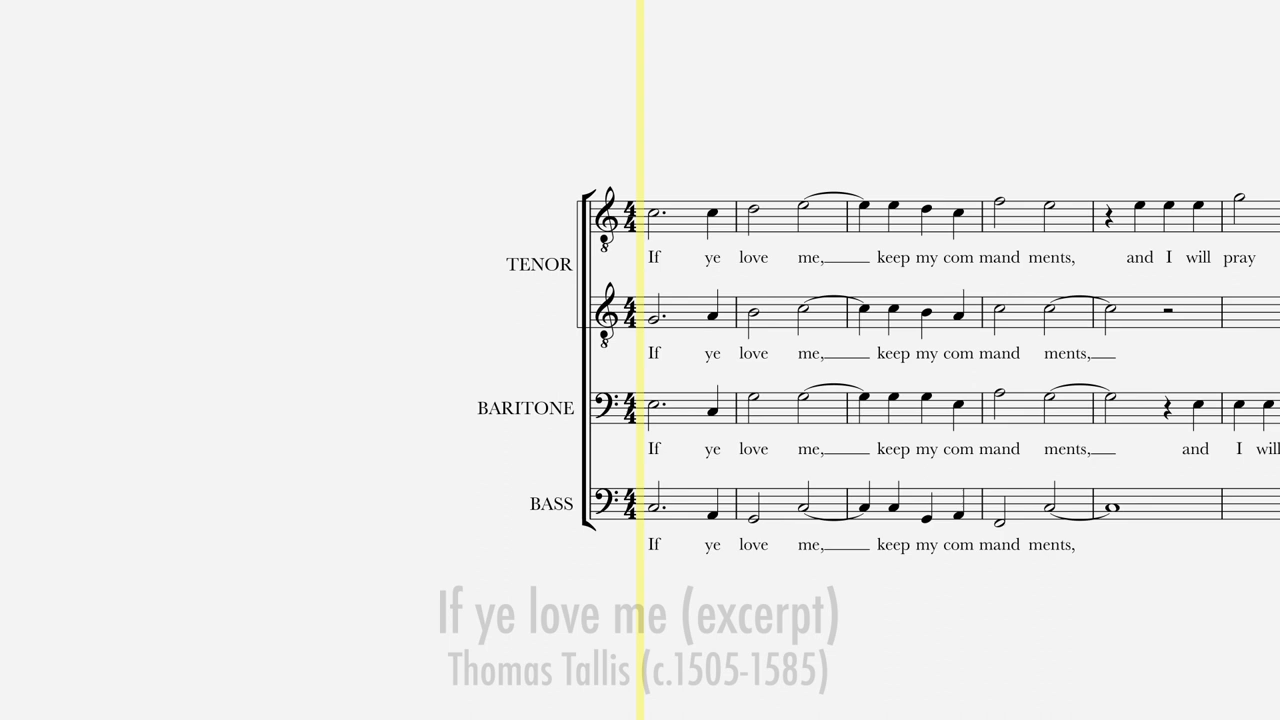 TENOR
If ye love me, keep my com mand ments, and I will pray
If ye love me, keep my com mand ments,
BARITONE
If ye love me, keep my com mand ments, and I will
BASS
If ye love me, keep my com mand ments,
If ye love me (excerpt)
Thomas Tallis (c.1505-1585)